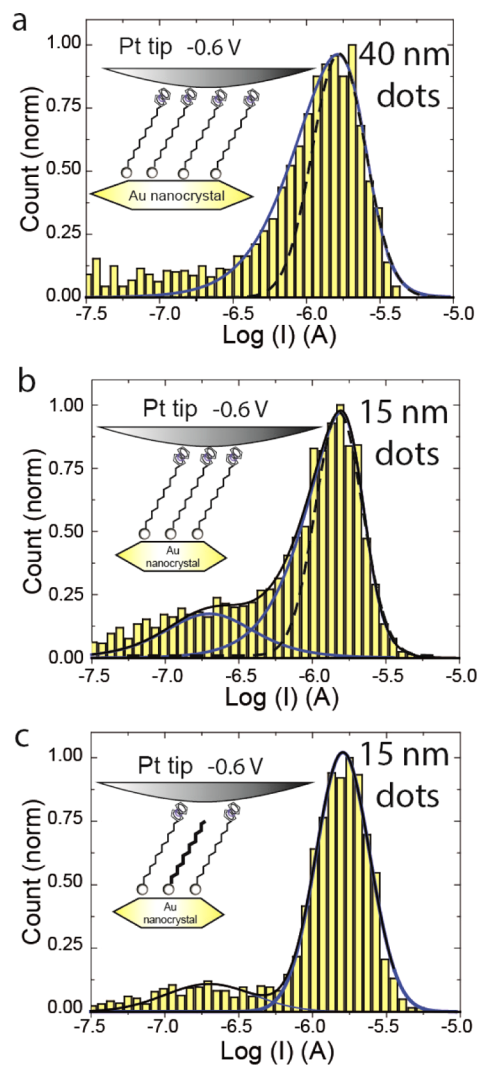 a
Pt tip -0.6 V
40 nm
dots
Au nanocrystal
Count (norm)
1.00
0.75
0.50
0.25
0.00
-7.5 -7.0 -6.5 -6.0 -5.5 -5.0
Log (I) (A)
b
Pt tip -0.6 V
15 nm
dots
Au
nanocrystal
Count (norm)
1.00
0.75
0.50
0.25
0.00
-7.5 -7.0 -6.5 -6.0 -5.5 -5.0
Log (I) (A)
c
Pt tip -0.6 V
15 nm
dots
Au
nanocrystal
Count (norm)
1.00
0.75
0.50
0.25
0.00
-7.5 -7.0 -6.5 -6.0 -5.5 -5.0
Log (I) (A)